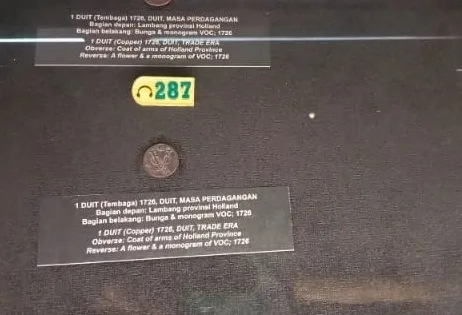 1 DUIT (Tembaga) 1726, DUIT, MASA PERDAGANGAN
Bagian depan: Lambang provinsi Holland
Bagian belakang: Bunga & monogram VOC; 1726
1 DUIT (Copper) 1726, DUIT, TRADE ERA
Obverse: Coat of arms of Holland Province
Reverse: A flower & a monogram of VOC; 1726
287
1 DUIT (Tembaga) 1726, DUIT, MASA PERDAGANGAN
Bagian depan: Lambang provinsi Holland
Bagian belakang: Bunga & monogram VOC; 1726
1 DUIT (Copper) 1726, DUIT, TRADE ERA
Obverse: Coat of arms of Holland Province
Reverse: A flower & a monogram of VOC; 1726